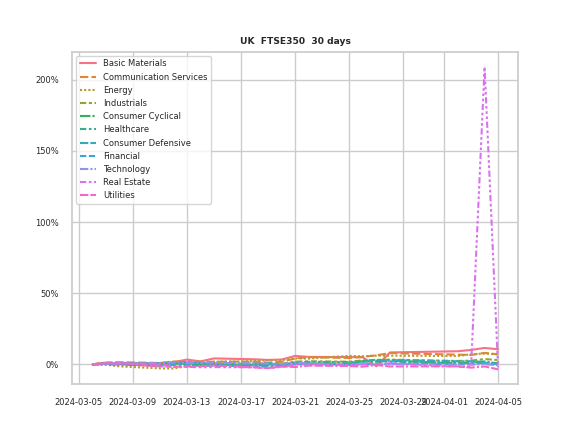 UK FTSE350 30 days
Basic Materials
Communication Services
Energy
Industrials
Consumer Cyclical
Healthcare
Consumer Defensive
Financial
Technology
Real Estate
Utilities
200%
150%
100%
50%
0%
2024-03-05 2024-03-09 2024-03-13 2024-03-17 2024-03-21 2024-03-25 2024-03-29 2024-04-01 2024-04-05